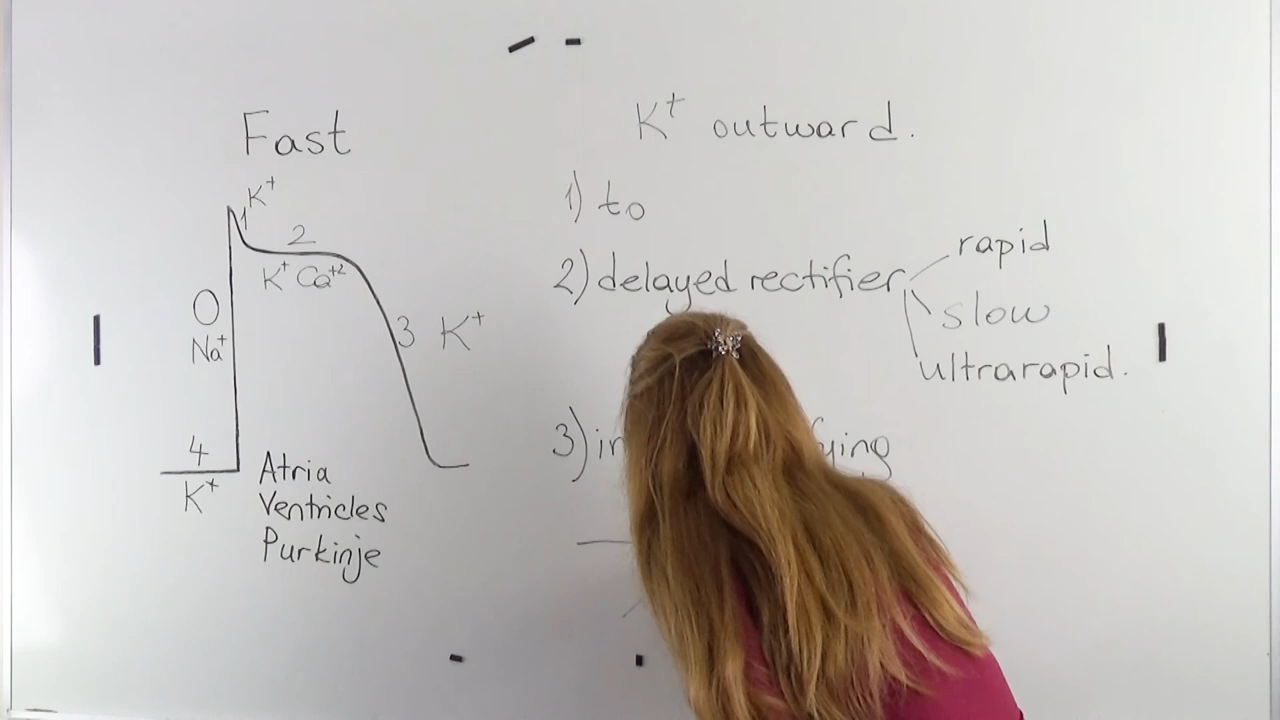 Fast
K+
1
2
K+ Ca+2
0
Na+
3 K+
4
K+
Atria
Ventricles
Purkinje
K+ outward.
1) to
2) delayed rectifier
rapid
slow
ultrarapid.
3)